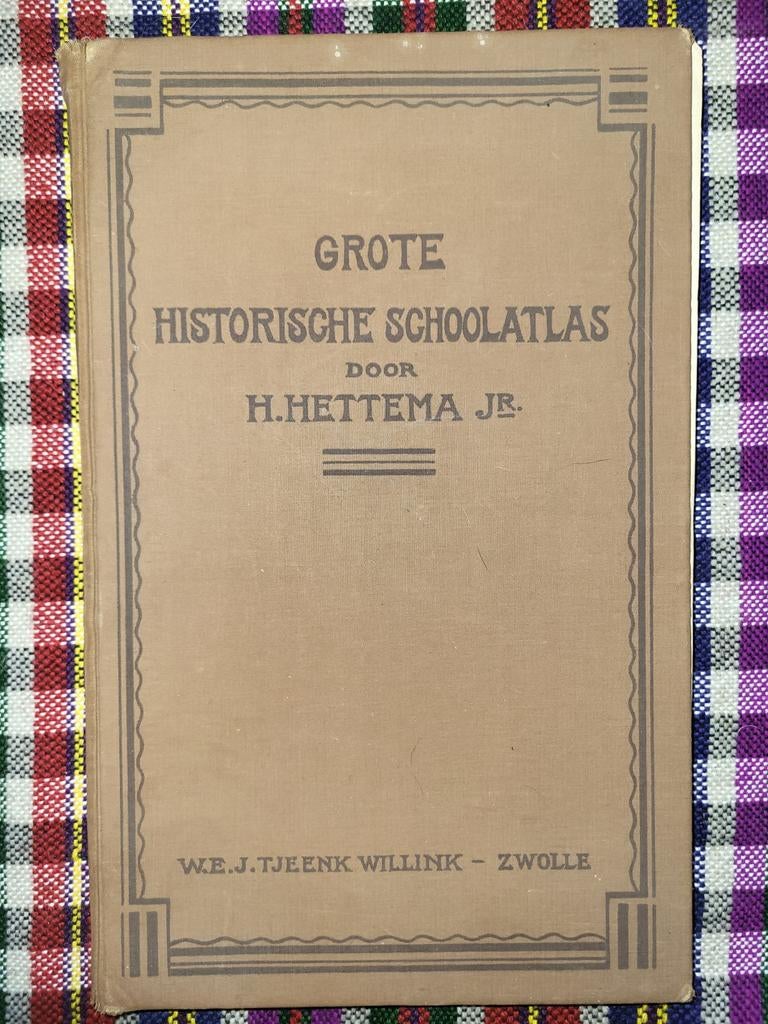 GROTE
HISTORISCHE SCHOOLATLAS
DOOR
H. HETTEMA JR.
W.E.J. TJEENK WILLINK - ZWOLLE